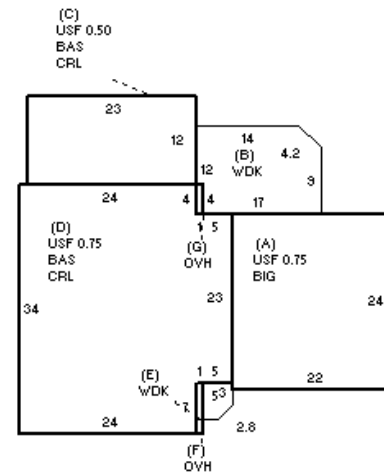 (C)
USF 0.50
BAS
CRL
23
12
14
4.2
(B)
WDK
12
9
24
4 4
17
1 5
(D)
USF 0.75
BAS
CRL
(G)
OVH
(A)
USF 0.75
BIG
23
24
34
1 5
22
(E)
WDK
7
5 3
24
2.8
(F)
OVH